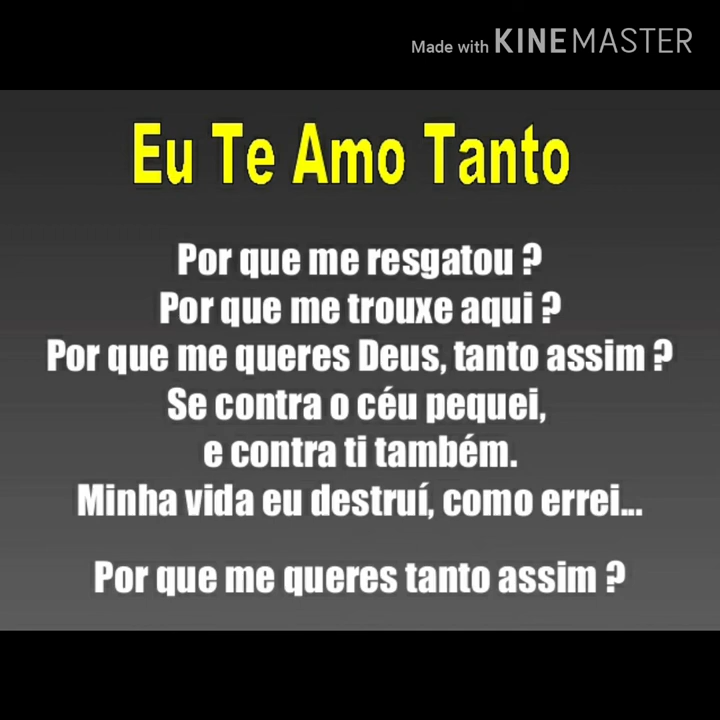 Made with KINEMASTER
Eu Te Amo Tanto
Por que me resgatou ?
Por que me trouxe aqui ?
Por que me queres Deus, tanto assim ?
Se contra o céu pequei,
e contra ti também.
Minha vida eu destruí, como errei...
Por que me queres tanto assim ?